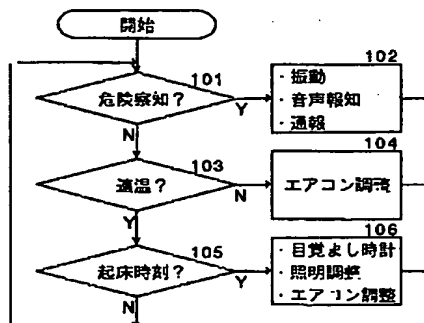 開始
101
危険察知？
Y
N
102
・振動
・音声報知
・通報
103
適温？
N
Y
104
エアコン調整
105
起床時刻？
Y
N
106
・目覚まし時計
・照明調整
・エアコン調整